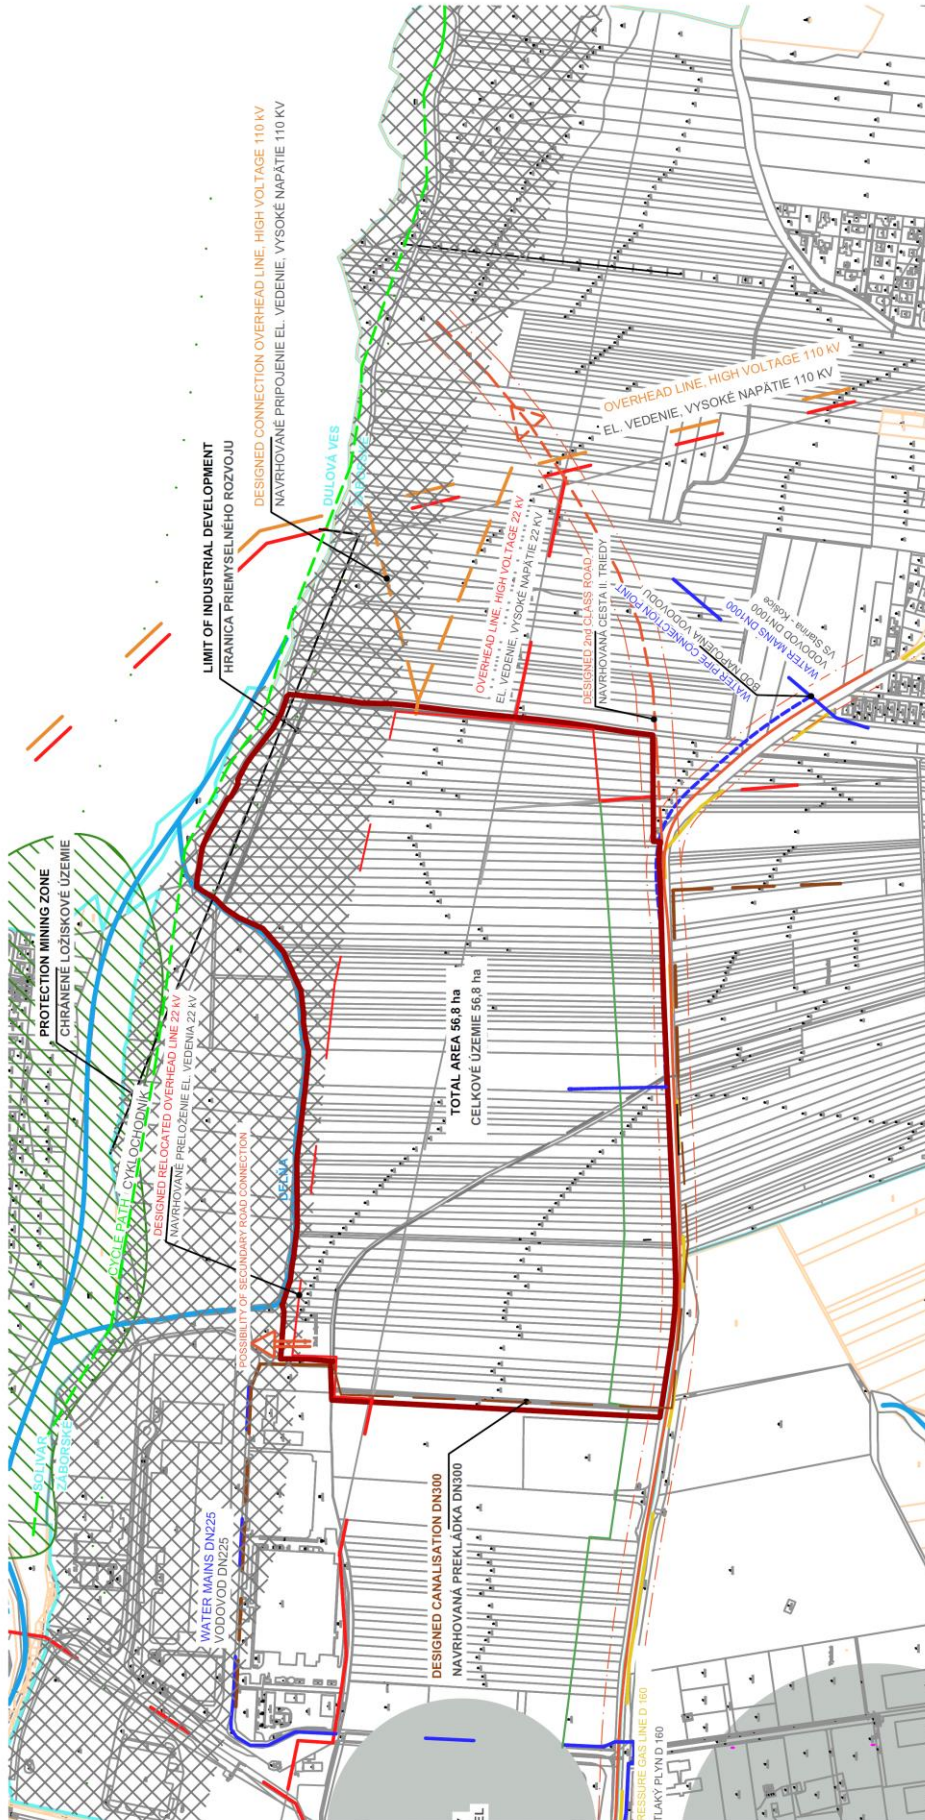 DESIGNED CONNECTION OVERHEAD LINE, HIGH VOLTAGE 110 KV
NAVRHOVANÉ PRIPOJENIE EL. VEDENIE, VYSOKÉ NAPÄTIE 110 KV
LIMIT OF INDUSTRIAL DEVELOPMENT
HRANICA PRIEMYSELNÉHO ROZVOJU
DULOVÁ VES
OVERHEAD LINE, HIGH VOLTAGE 110 kV
EL. VEDENIE, VYSOKÉ NAPÄTIE 110 KV
OVERHEAD LINE, HIGH VOLTAGE 22 kV
EL. VEDENIE, VYSOKÉ NAPÄTIE 22 KV
DESIGNED 2nd CLASS ROAD
NAVRHOVANÁ CESTA II. TRIEDY
WATER PIPE CONNECTION POINT
BOD NAPOJENIA VODOVODU
WATER MAINS DN1000
VODOVOD DN1000
VS Starina - Košice
PROTECTION MINING ZONE
CHRÁNENÉ LOŽISKOVÉ ÚZEMIE
CYCLE PATH / CYKLOCHODNÍK
DESIGNED RELOCATED OVERHEAD LINE 22 kV
NAVRHOVANÉ PRELOŽENIE EL. VEDENIA 22 kV
POSSIBILITY OF SECUNDARY ROAD CONNECTION
DELŇA
TOTAL AREA 56,8 ha
CELKOVÉ ÚZEMIE 56,8 ha
SOLIVAR
ZÁBORSKÉ
WATER MAINS DN225
VODOVOD DN225
DESIGNED CANALISATION DN300
NAVRHOVANÁ PREKLÁDKA DN300
RESSURE GAS LINE D 160
TLAKÝ PLYN D 160
EL